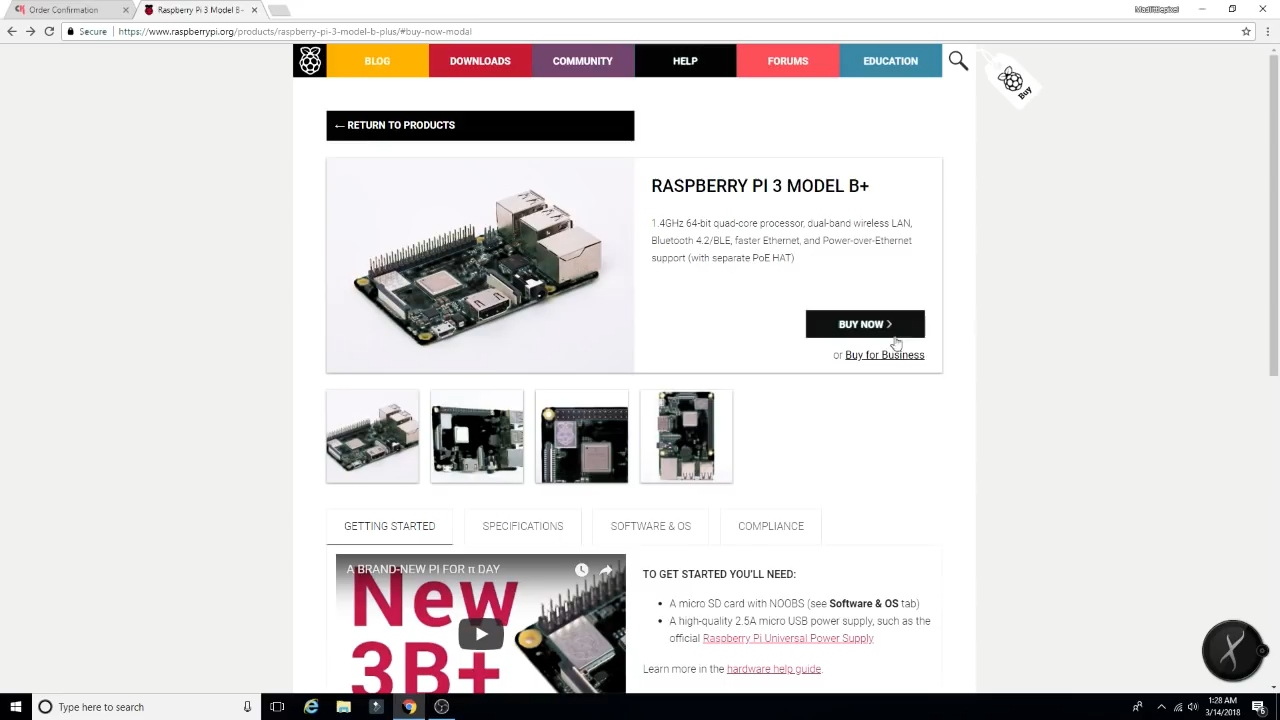 Order Confirmation
Raspberry Pi 3 Model B-
Modlittlepixel
Secure
https://www.raspberrypi.org/products/raspberry-pi-3-model-b-plus/#buy-now-modal
BLOG
DOWNLOADS
COMMUNITY
HELP
FORUMS
EDUCATION
Buy
← RETURN TO PRODUCTS
RASPBERRY PI 3 MODEL B+
1.4GHz 64-bit quad-core processor, dual-band wireless LAN,
Bluetooth 4.2/BLE, faster Ethernet, and Power-over-Ethernet
support (with separate PoE HAT)
BUY NOW >
or Buy for Business
GETTING STARTED
SPECIFICATIONS
SOFTWARE & OS
COMPLIANCE
A BRAND-NEW PI FOR π DAY
New
3B+
TO GET STARTED YOU'LL NEED:
• A micro SD card with NOOBS (see Software & OS tab)
• A high-quality 2.5A micro USB power supply, such as the
official Raspberry Pi Universal Power Supply
Learn more in the hardware help guide.
Type here to search
1:28 AM
3/14/2018